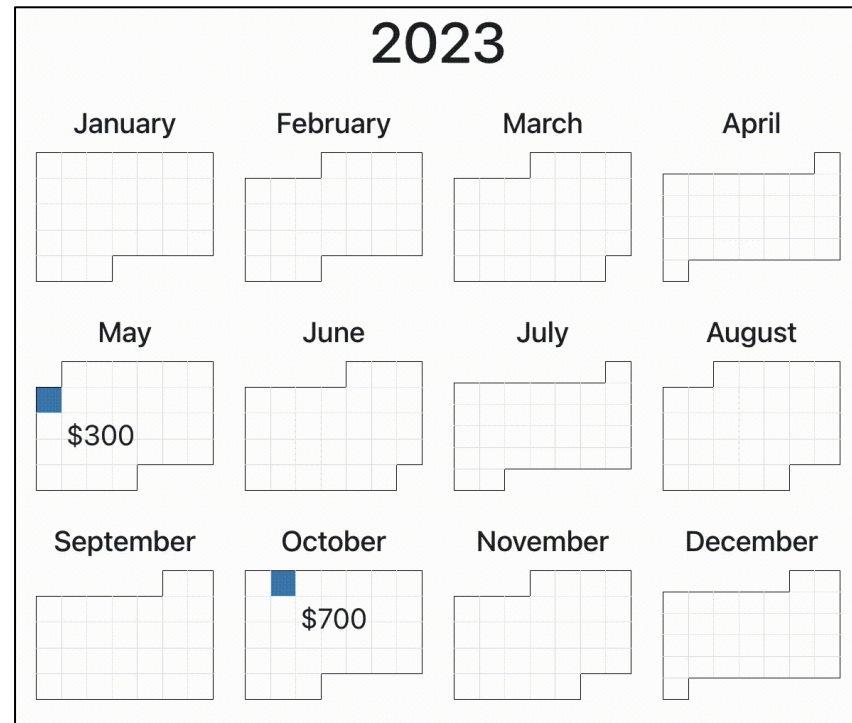 2023
January
February
March
April
May
June
July
August
$300
September
October
November
December
$700